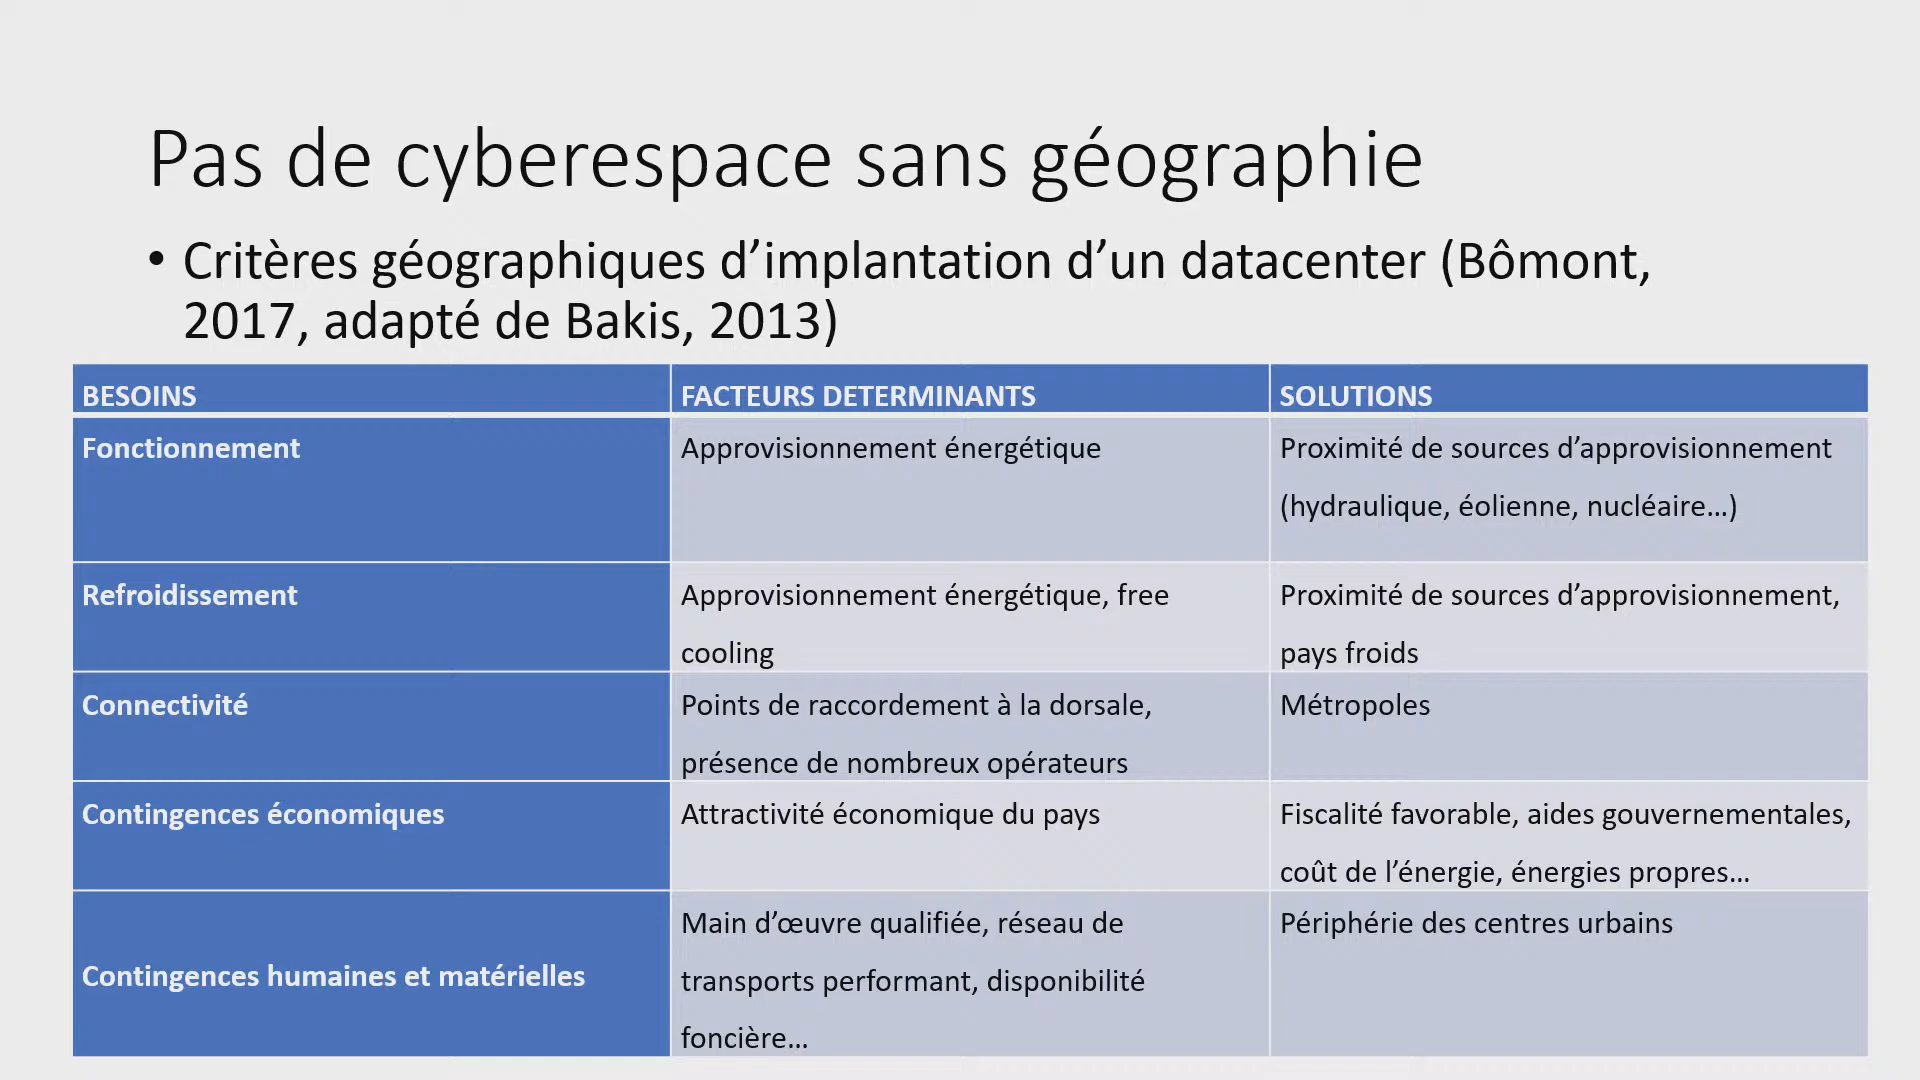 Pas de cyberespace sans géographie
• Critères géographiques d’implantation d’un datacenter (Bômont,
2017, adapté de Bakis, 2013)
BESOINS
FACTEURS DETERMINANTS
SOLUTIONS
Fonctionnement
Approvisionnement énergétique
Proximité de sources d’approvisionnement
(hydraulique, éolienne, nucléaire…)
Refroidissement
Approvisionnement énergétique, free
cooling
Proximité de sources d’approvisionnement,
pays froids
Connectivité
Points de raccordement à la dorsale,
présence de nombreux opérateurs
Métropoles
Contingences économiques
Attractivité économique du pays
Fiscalité favorable, aides gouvernementales,
coût de l’énergie, énergies propres…
Contingences humaines et matérielles
Main d’œuvre qualifiée, réseau de
transports performant, disponibilité
foncière…
Périphérie des centres urbains